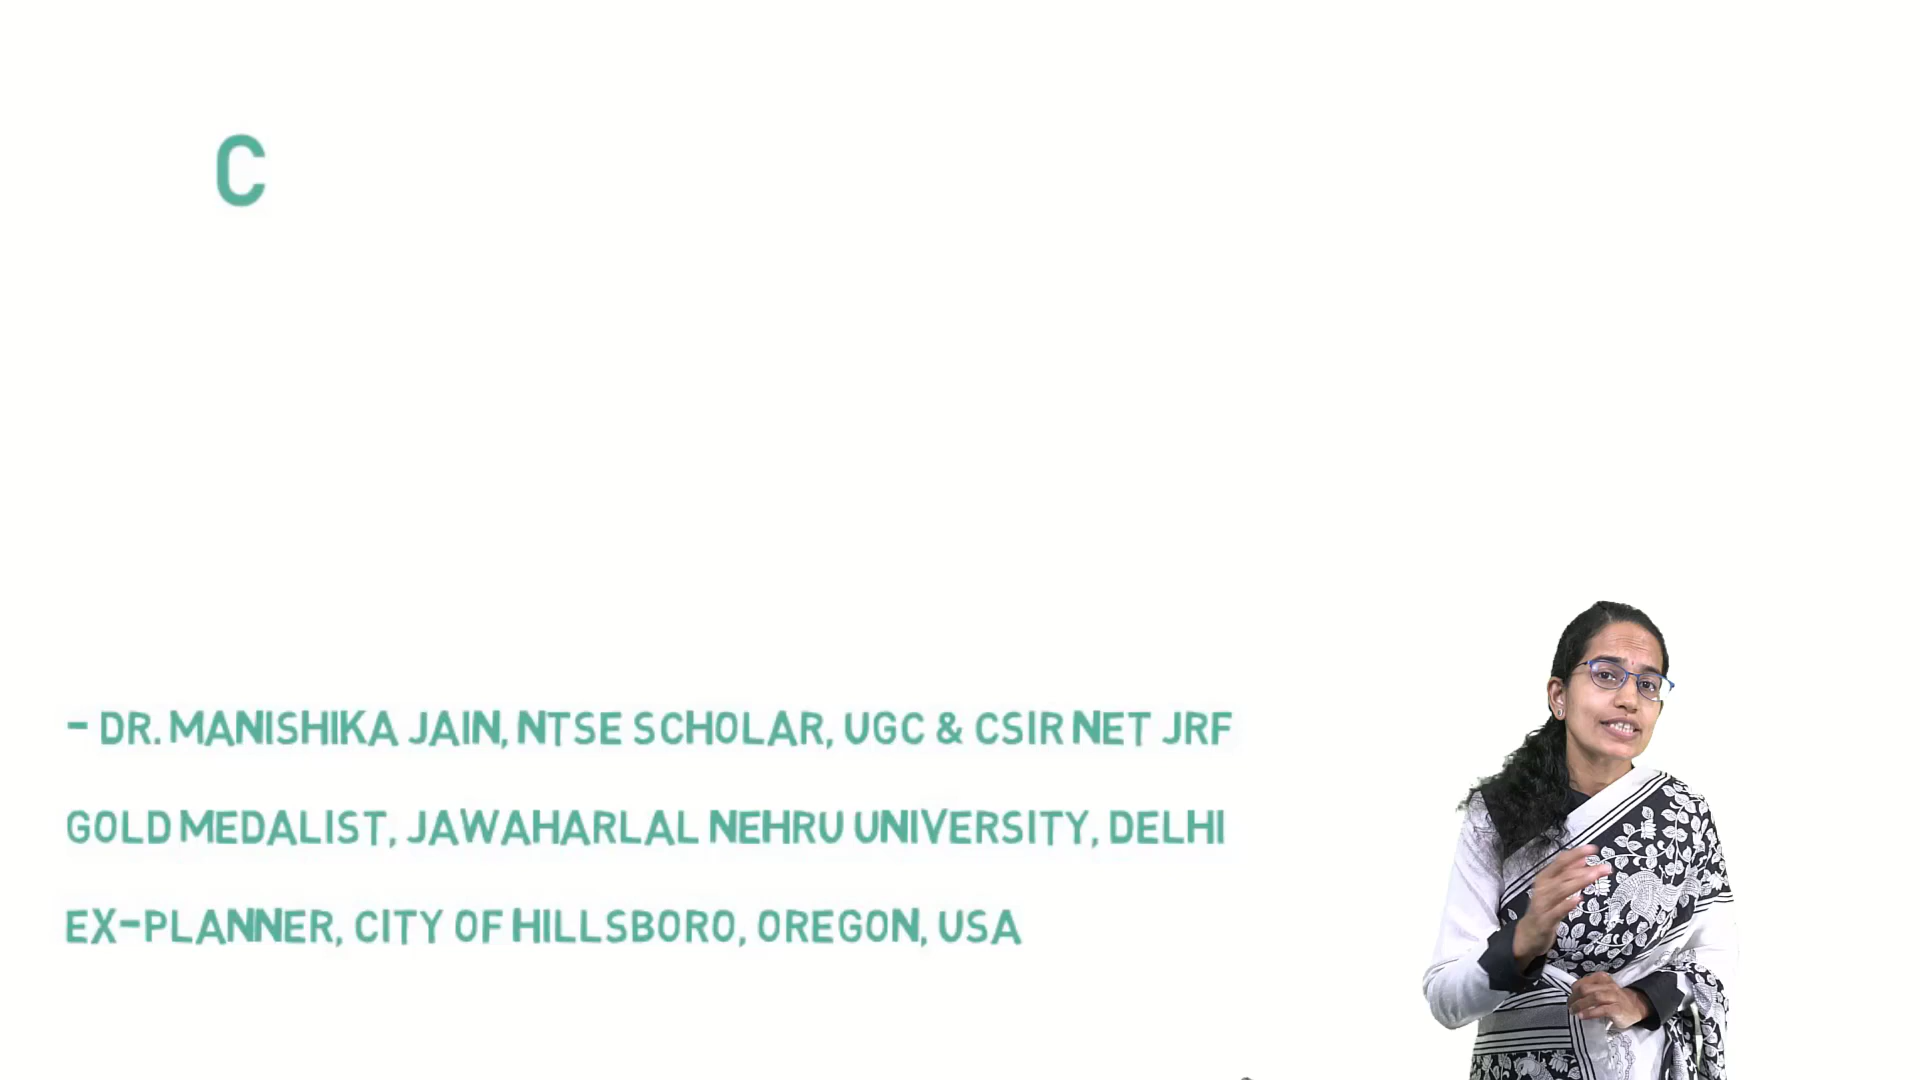 C
- DR. MANISHIKA JAIN, NTSE SCHOLAR, UGC & CSIR NET JRF
GOLD MEDALIST, JAWAHARLAL NEHRU UNIVERSITY, DELHI
EX-PLANNER, CITY OF HILLSBORO, OREGON, USA